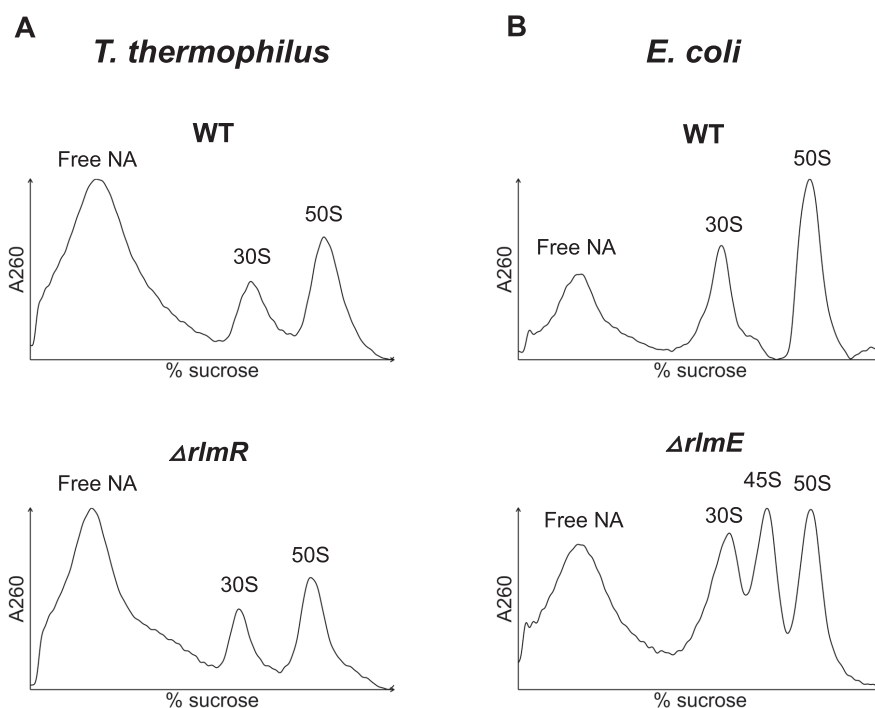 A
T. thermophilus
WT
Free NA
30S
50S
A260
% sucrose
ΔrlmR
Free NA
30S
50S
A260
% sucrose
B
E. coli
WT
Free NA
30S
50S
A260
% sucrose
ΔrlmE
Free NA
30S
45S
50S
A260
% sucrose